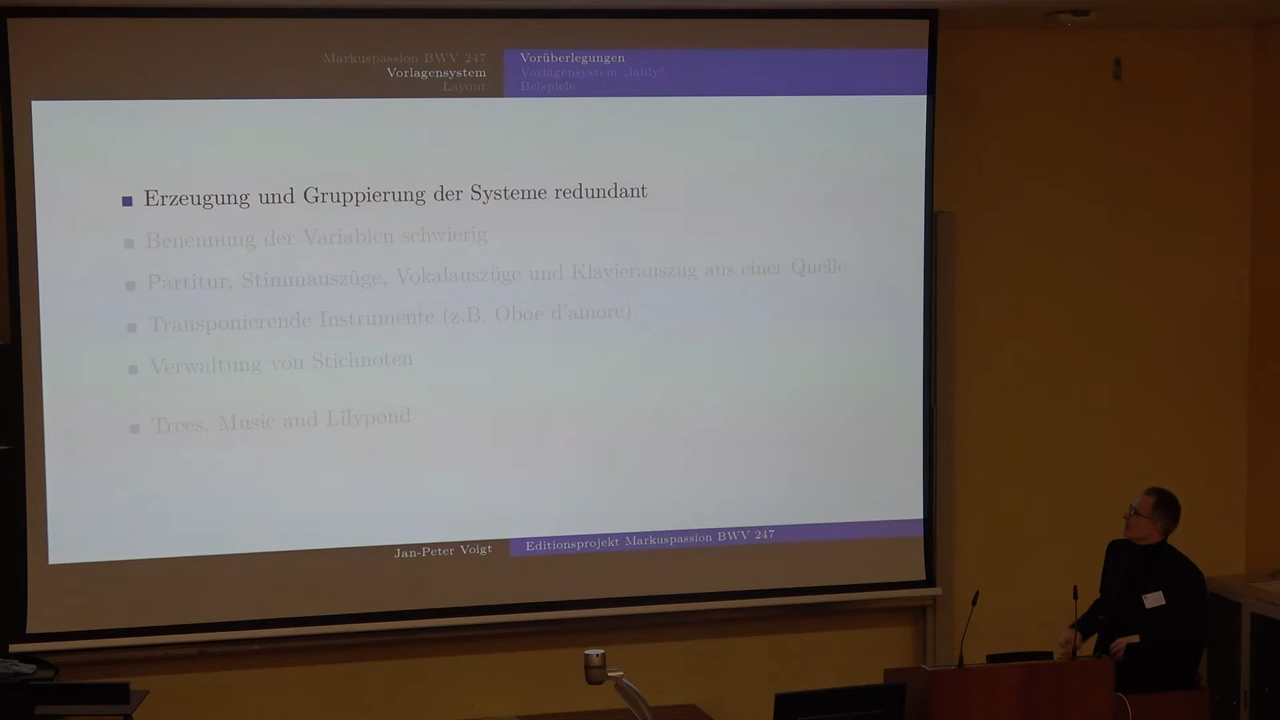 Markuspassion BWV 247
Vorlagensystem
Layout
Vorüberlegungen
Vorlagensystem „lalily“
Beispiele
Erzeugung und Gruppierung der Systeme redundant
Benennung der Variablen schwierig
Partitur, Stimmauszüge, Vokalauszüge und Klavierauszug aus einer Quelle
Transponierende Instrumente (z.B. Oboe d'amore)
Verwaltung von Stichnoten
Trees, Music and Lilypond
Jan-Peter Voigt
Editionsprojekt Markuspassion BWV 247